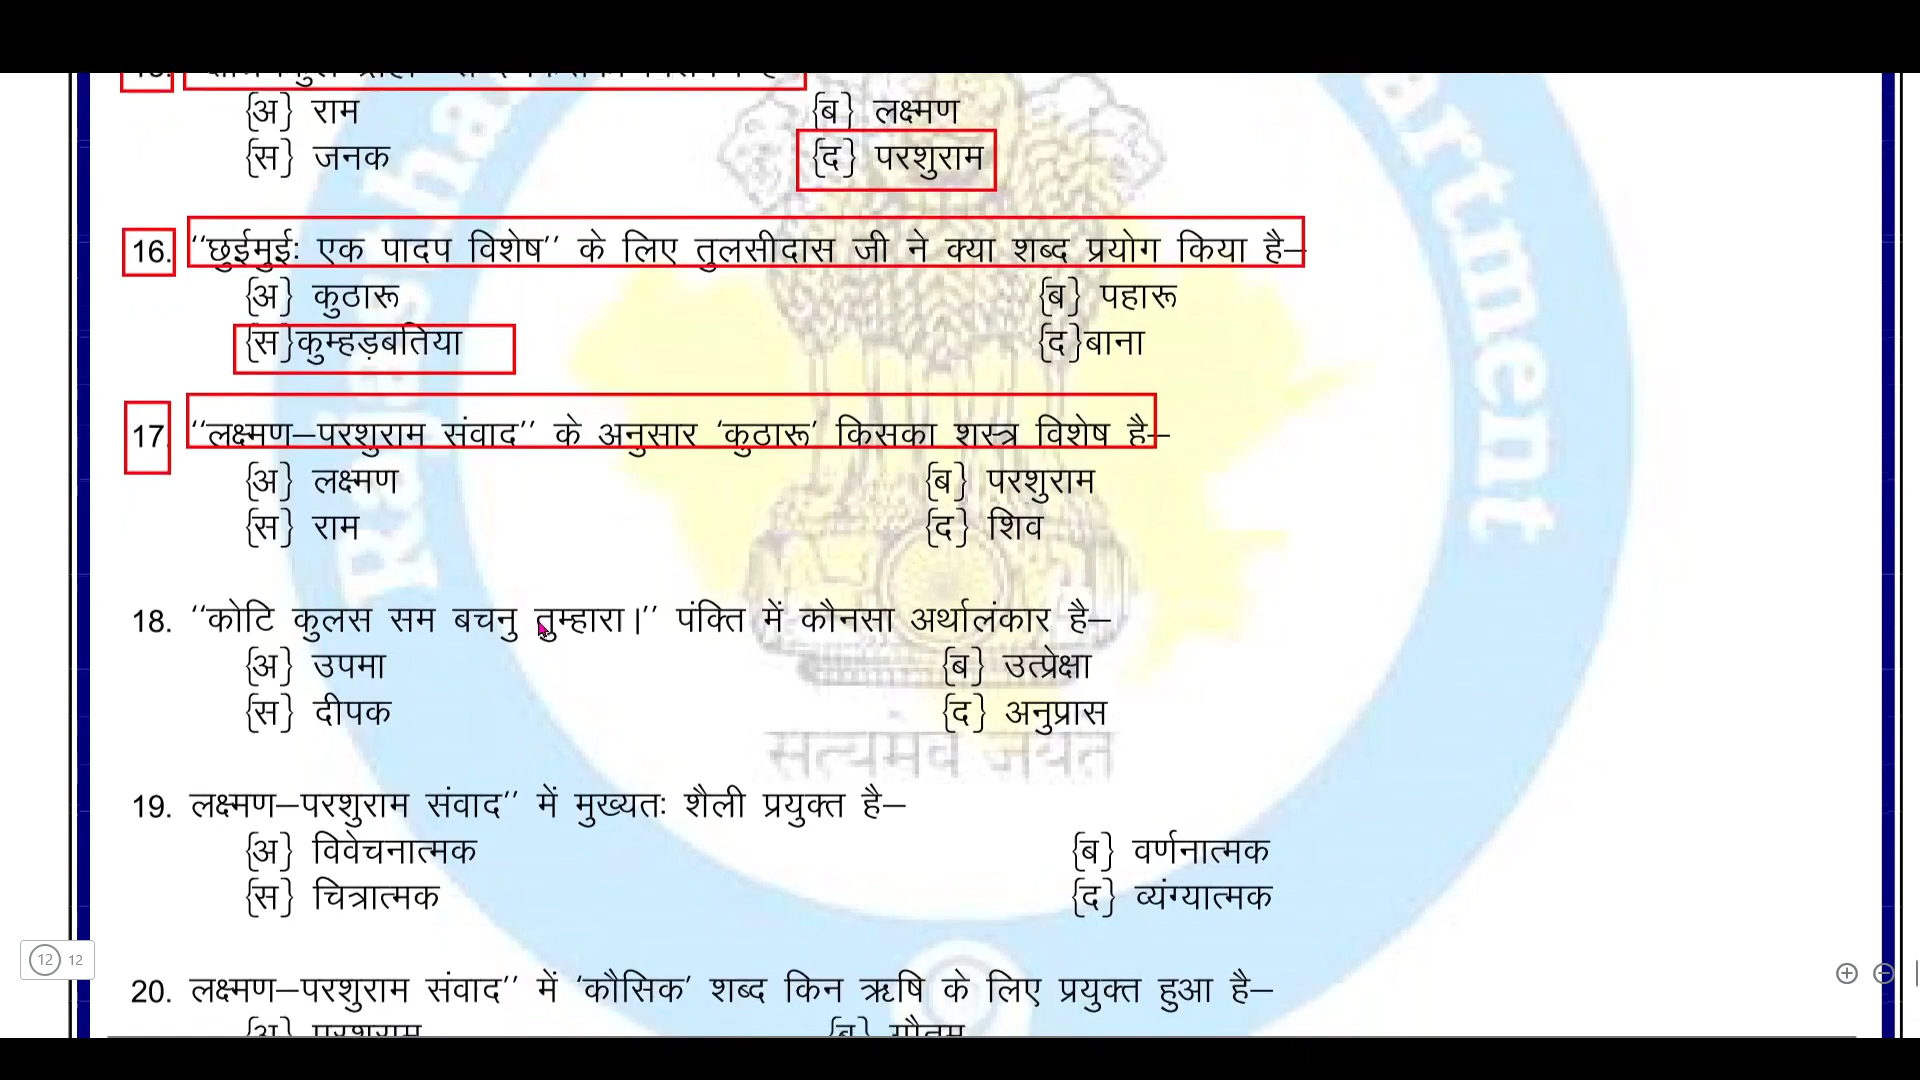 {अ} राम {ब} लक्ष्मण
{स} जनक {द} परशुराम
16. ‘‘छुईमुईः एक पादप विशेष’’ के लिए तुलसीदास जी ने क्या शब्द प्रयोग किया है–
{अ} कुठारू {ब} पहारू
{स}कुम्हड़बतिया {द}बाना
17. ‘‘लक्ष्मण–परशुराम संवाद’’ के अनुसार ‘कुठारू’ किसका शस्त्र विशेष है–
{अ} लक्ष्मण {ब} परशुराम
{स} राम {द} शिव
18. ‘‘कोटि कुलस सम बचनु तुम्हारा।’’ पंक्ति में कौनसा अर्थालंकार है–
{अ} उपमा {ब} उत्प्रेक्षा
{स} दीपक {द} अनुप्रास
सत्यमेव जयते
19. लक्ष्मण–परशुराम संवाद’’ में मुख्यतः शैली प्रयुक्त है–
{अ} विवेचनात्मक {ब} वर्णनात्मक
{स} चित्रात्मक {द} व्यंग्यात्मक
12 12
20. लक्ष्मण–परशुराम संवाद’’ में ‘कौसिक’ शब्द किन ऋषि के लिए प्रयुक्त हुआ है–
{अ} परशुराम {ब} गौतम